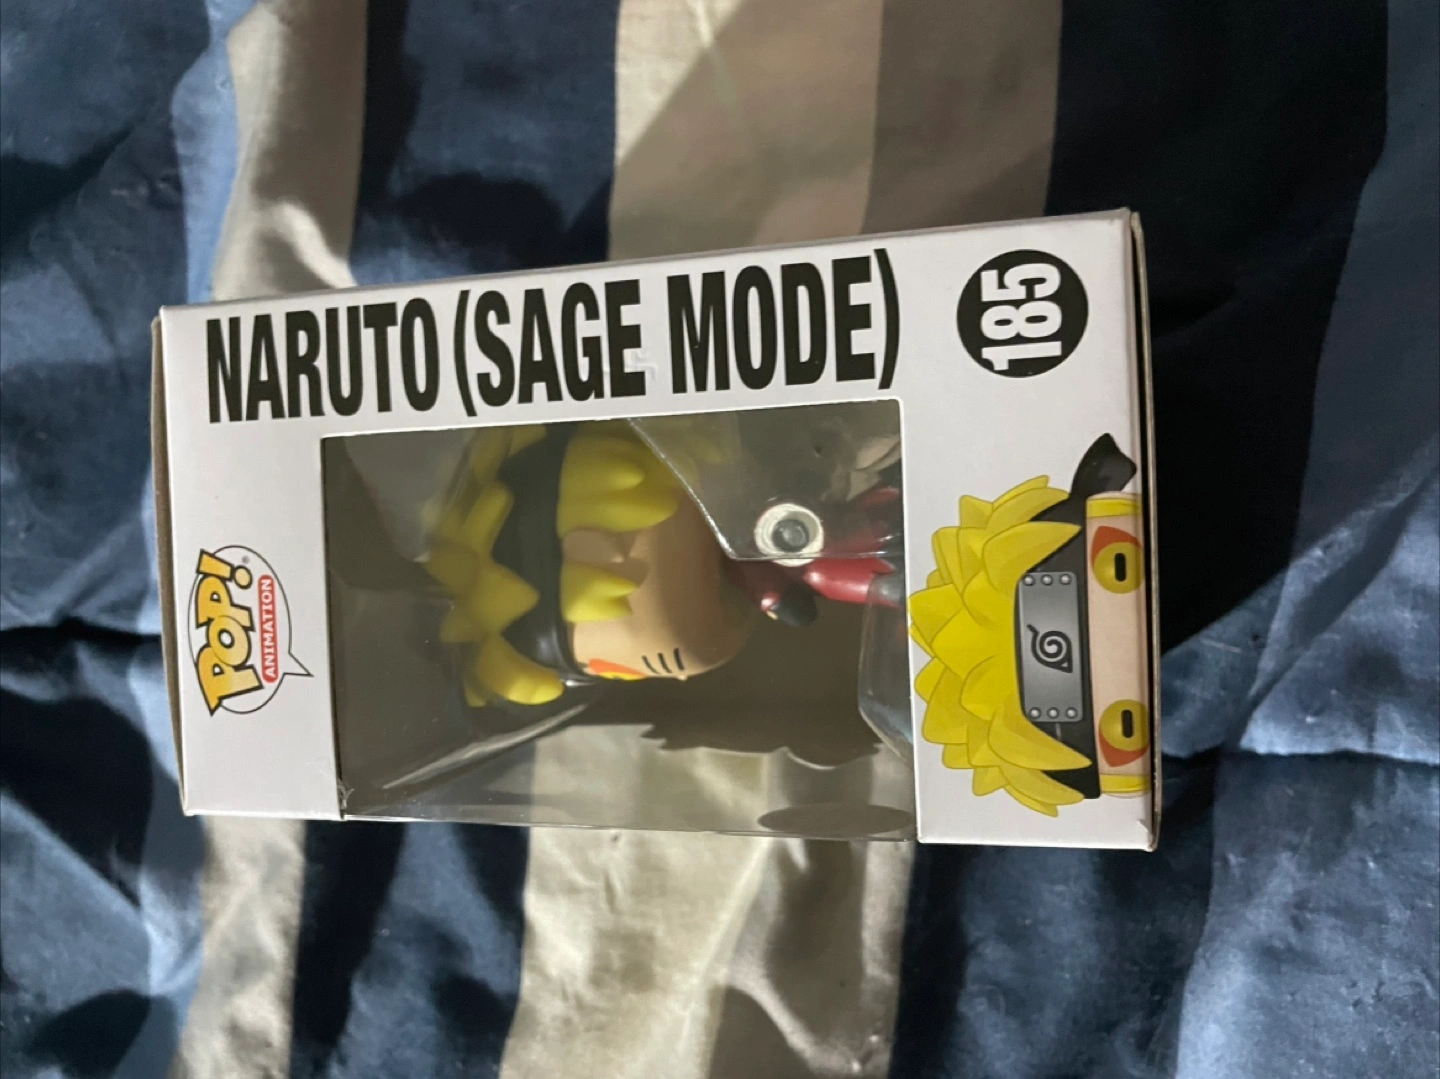 POP!
ANIMATION
NARUTO (SAGE MODE)
185